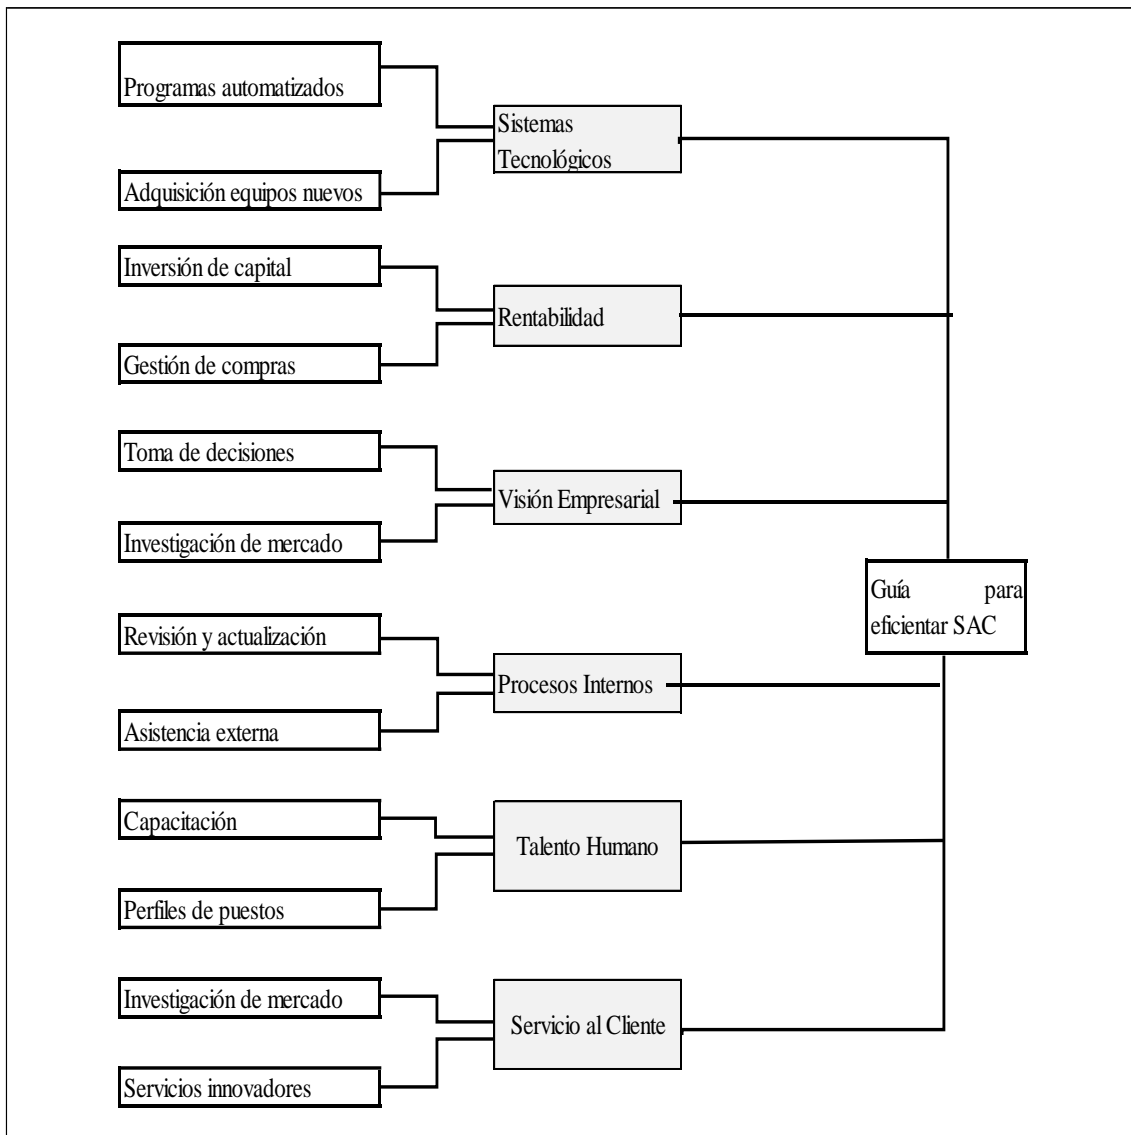 Programas automatizados
Sistemas
Tecnológicos
Adquisición equipos nuevos
Inversión de capital
Rentabilidad
Gestión de compras
Toma de decisiones
Visión Empresarial
Investigación de mercado
Guía para
eficientar SAC
Revisión y actualización
Procesos Internos
Asistencia externa
Capacitación
Talento Humano
Perfiles de puestos
Investigación de mercado
Servicio al Cliente
Servicios innovadores